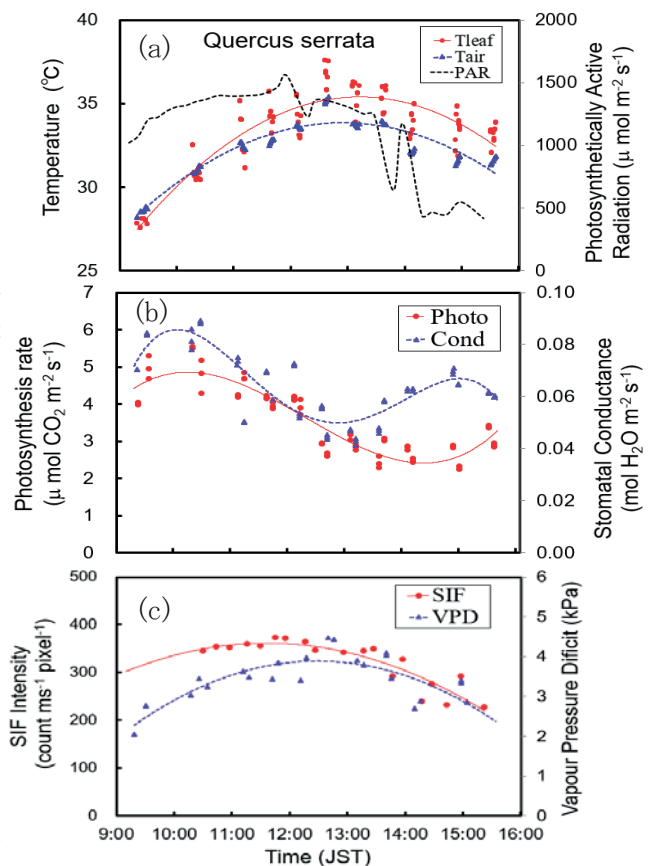 (a)
Quercus serrata
Tleaf
Tair
PAR
Temperature (℃)
40
35
30
25
2000
1500
1000
500
0
Photosynthetically Active
Radiation (μ mol m⁻² s⁻¹)
(b)
Photo
Cond
Photosynthesis rate
(μ mol CO₂ m⁻² s⁻¹)
7
6
5
4
3
2
1
0
0.10
0.08
0.06
0.04
0.02
0.00
Stomatal Conductance
(mol H₂O m⁻² s⁻¹)
(c)
SIF
VPD
SIF Intensity
(count ms⁻¹ pixel⁻¹)
500
400
300
200
100
0
6
5
4
3
2
1
0
Vapour Pressure Dificit (kPa)
9:00 10:00 11:00 12:00 13:00 14:00 15:00 16:00
Time (JST)